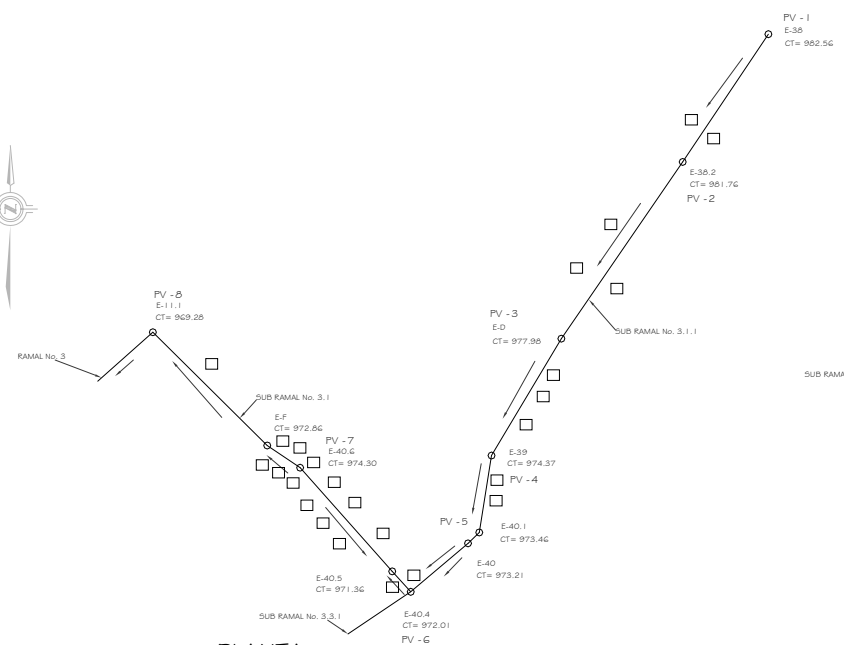 PV - 1
E-38
CT= 982.56
E-38.2
CT= 981.76
PV - 2
PV - 8
E-11.1
CT= 969.28
PV - 3
E-D
CT= 977.98
SUB RAMAL No. 3.1.1
RAMAL No. 3
SUB RAMA
SUB RAMAL No. 3.1
E-F
CT= 972.86
PV - 7
E-40.6
CT= 974.30
E-39
CT= 974.37
PV - 4
PV - 5
E-40.1
CT= 973.46
E-40
CT= 973.21
E-40.5
CT= 971.36
SUB RAMAL No. 3.3.1
E-40.4
CT= 972.01
PV - 6